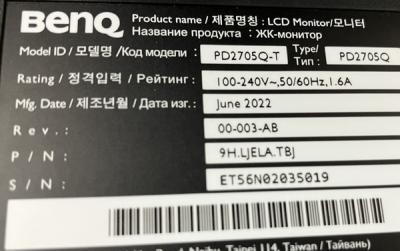 BenQ
Product name / 제품명칭 : LCD Monitor/모니터
Название продукта : ЖК-монитор
Model ID / 모델명 /Код модели: PD2705Q-T Type/ Тип : PD2705Q
Rating / 정격입력 / Рейтинг : 100-240V~,50/60Hz,1.6A
Mfg. Date / 제조년월 / Дата изг.: June 2022
Rev.: 00-003-AB
P/N: 9H.LJELA.TBJ
S/N: ET56N02035019
Taipei 114, Taiwan / Тайвань)